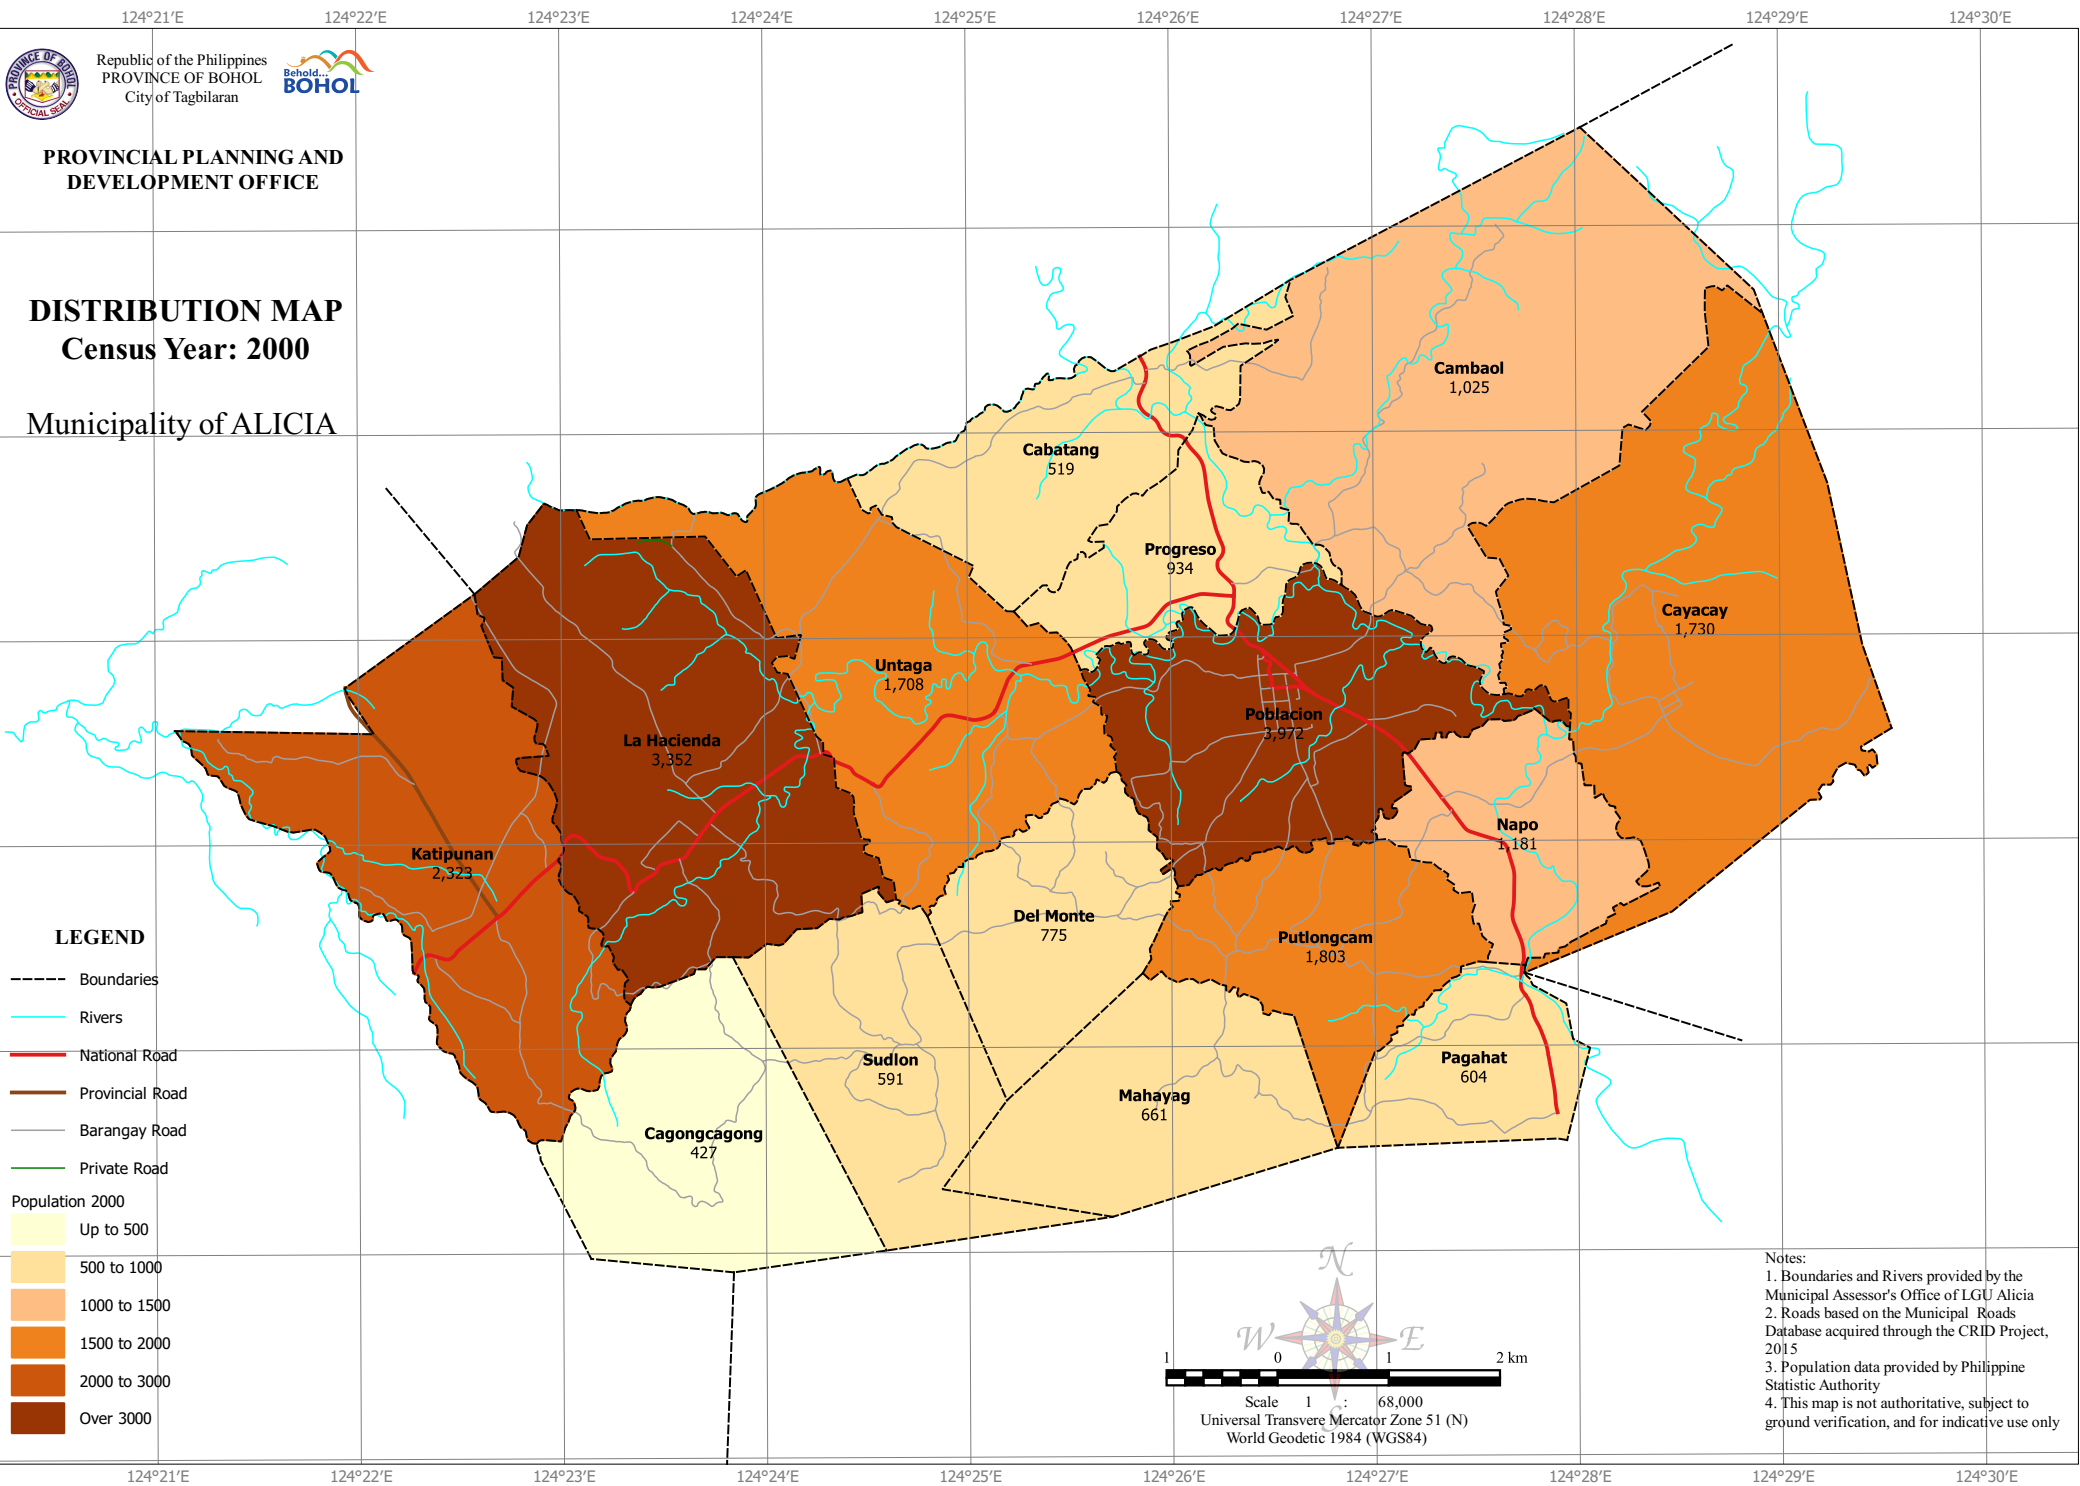 124°21′E 124°22′E 124°23′E 124°24′E 124°25′E 124°26′E 124°27′E 124°28′E 124°29′E 124°30′E
PROVINCE OF BOHOL
OFFICIAL SEAL
Republic of the Philippines
PROVINCE OF BOHOL
City of Tagbilaran
Behold...
BOHOL
PROVINCIAL PLANNING AND
DEVELOPMENT OFFICE
DISTRIBUTION MAP
Census Year: 2000
Municipality of ALICIA
Cambaol
1,025
Cabatang
519
Progreso
934
Cayacay
1,730
Untaga
1,708
Poblacion
3,972
La Hacienda
3,352
Napo
1,181
Katipunan
2,323
Del Monte
775
Putlongcam
1,803
Sudlon
591
Pagahat
604
Mahayag
661
Cagongcagong
427
LEGEND
Boundaries
Rivers
National Road
Provincial Road
Barangay Road
Private Road
Population 2000
Up to 500
500 to 1000
1000 to 1500
1500 to 2000
2000 to 3000
Over 3000
N
W E
S
1 0 1 2 km
Scale 1 : 68,000
Universal Transvere Mercator Zone 51 (N)
World Geodetic 1984 (WGS84)
Notes:
1. Boundaries and Rivers provided by the
Municipal Assessor's Office of LGU Alicia
2. Roads based on the Municipal Roads
Database acquired through the CRID Project,
2015
3. Population data provided by Philippine
Statistic Authority
4. This map is not authoritative, subject to
ground verification, and for indicative use only
124°21′E 124°22′E 124°23′E 124°24′E 124°25′E 124°26′E 124°27′E 124°28′E 124°29′E 124°30′E